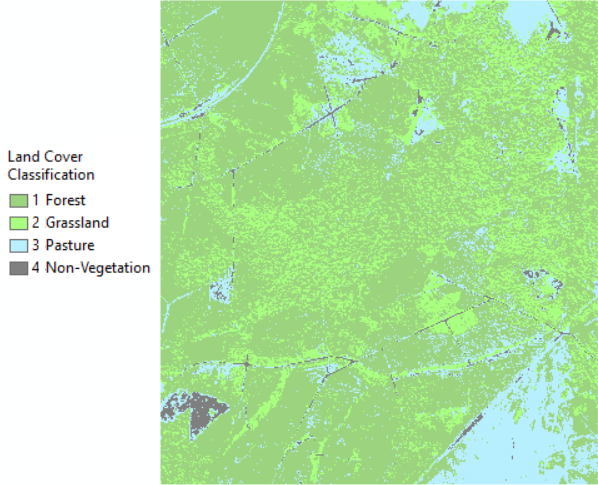 Land Cover
Classification
1 Forest
2 Grassland
3 Pasture
4 Non-Vegetation